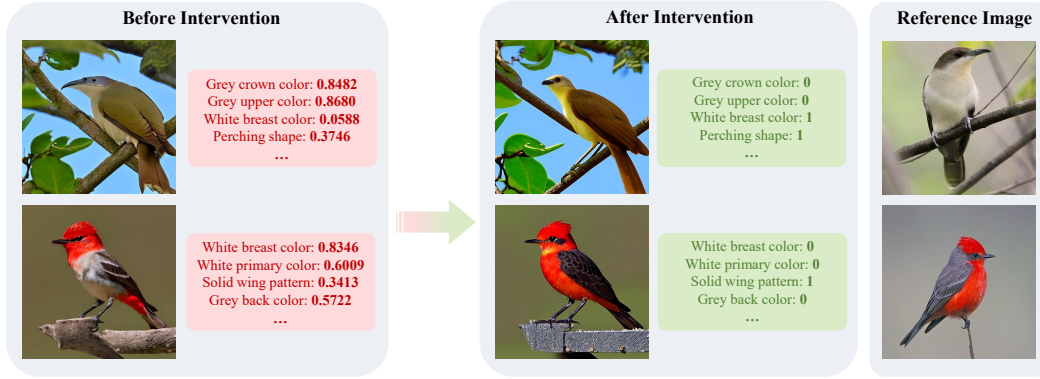 Before Intervention
Grey crown color: 0.8482
Grey upper color: 0.8680
White breast color: 0.0588
Perching shape: 0.3746
...
White breast color: 0.8346
White primary color: 0.6009
Solid wing pattern: 0.3413
Grey back color: 0.5722
...
After Intervention
Grey crown color: 0
Grey upper color: 0
White breast color: 1
Perching shape: 1
...
White breast color: 0
White primary color: 0
Solid wing pattern: 1
Grey back color: 0
...
Reference Image